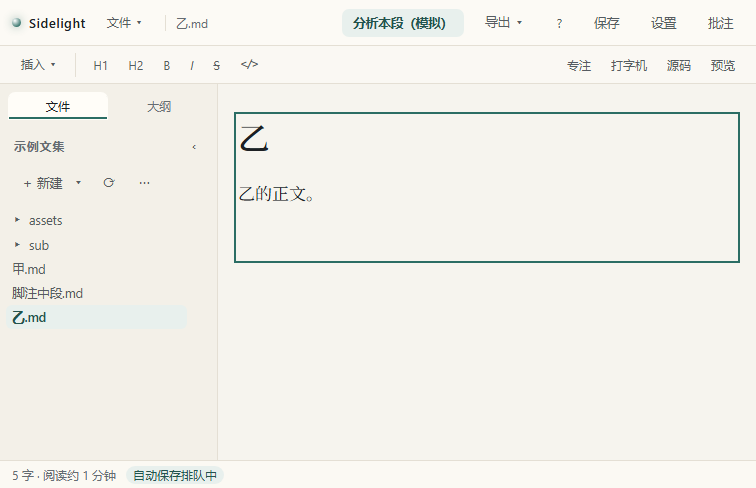 Sidelight 文件 ▾ 乙.md 分析本段（模拟） 导出 ▾ ? 保存 设置 批注
插入 ▾ H1 H2 B I S </> 专注 打字机 源码 预览
文件 大纲
示例文集 ‹
+ 新建 ▾ ⟳ ···
▸ assets
▸ sub
甲.md
脚注中段.md
乙.md
乙
乙的正文。
5 字 · 阅读约 1 分钟 自动保存排队中